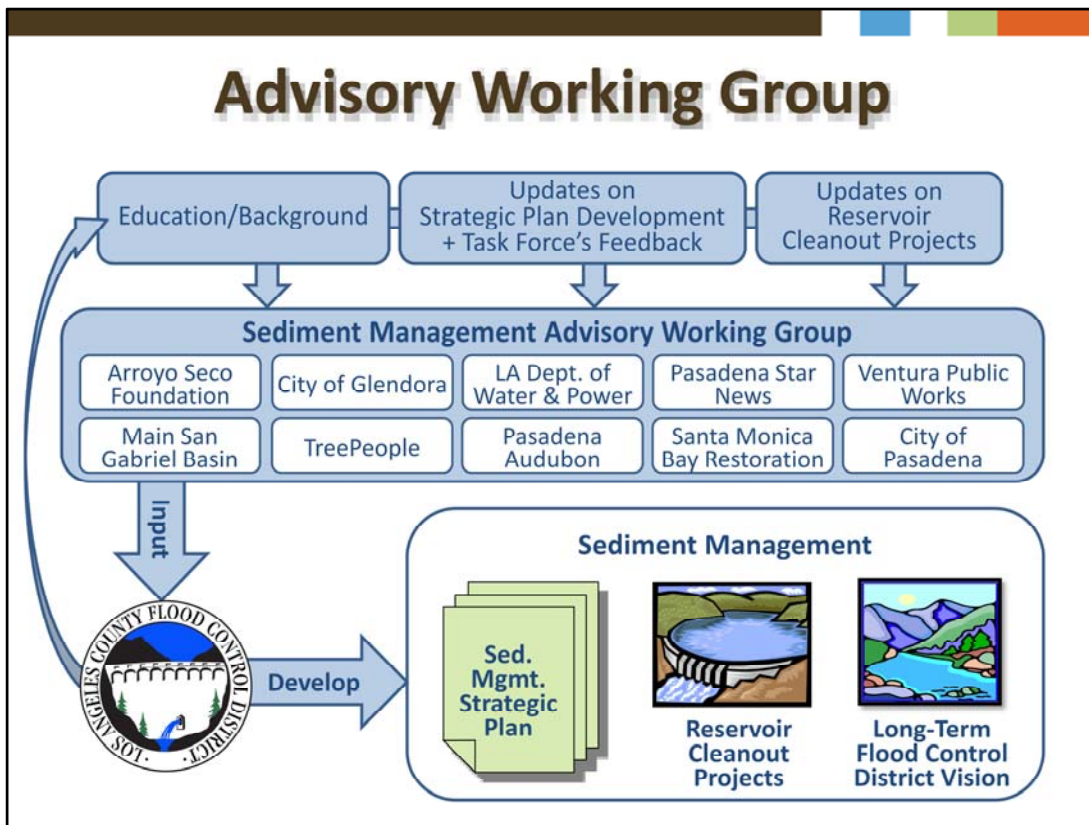 Advisory Working Group
Education/Background
Updates on
Strategic Plan Development
+ Task Force's Feedback
Updates on
Reservoir
Cleanout Projects
Sediment Management Advisory Working Group
Arroyo Seco
Foundation
City of Glendora
LA Dept. of
Water & Power
Pasadena Star
News
Ventura Public
Works
Main San
Gabriel Basin
TreePeople
Pasadena
Audubon
Santa Monica
Bay Restoration
City of
Pasadena
Input
LOS ANGELES COUNTY FLOOD CONTROL DISTRICT
Develop
Sediment Management
Sed.
Mgmt.
Strategic
Plan
Reservoir
Cleanout
Projects
Long-Term
Flood Control
District Vision